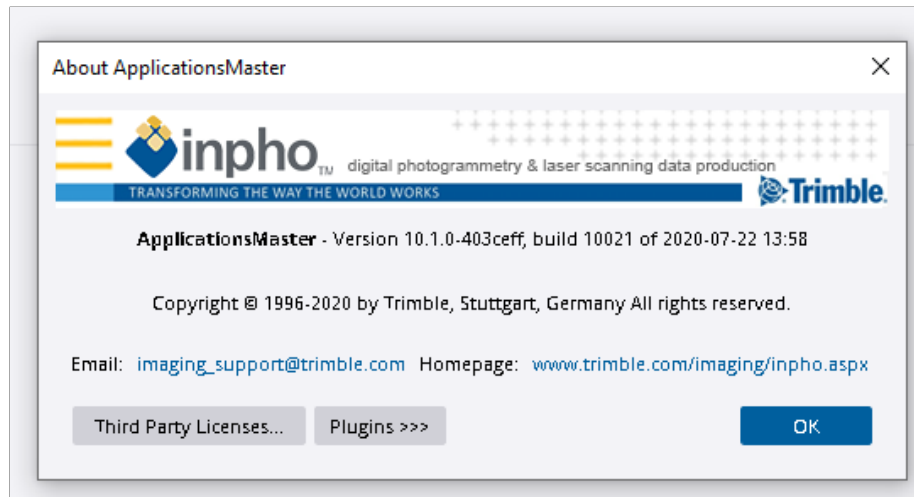 About ApplicationsMaster
inpho TM digital photogrammetry & laser scanning data production
TRANSFORMING THE WAY THE WORLD WORKS
Trimble.
ApplicationsMaster - Version 10.1.0-403ceff, build 10021 of 2020-07-22 13:58
Copyright © 1996-2020 by Trimble, Stuttgart, Germany All rights reserved.
Email: imaging_support@trimble.com Homepage: www.trimble.com/imaging/inpho.aspx
Third Party Licenses... Plugins >>> OK